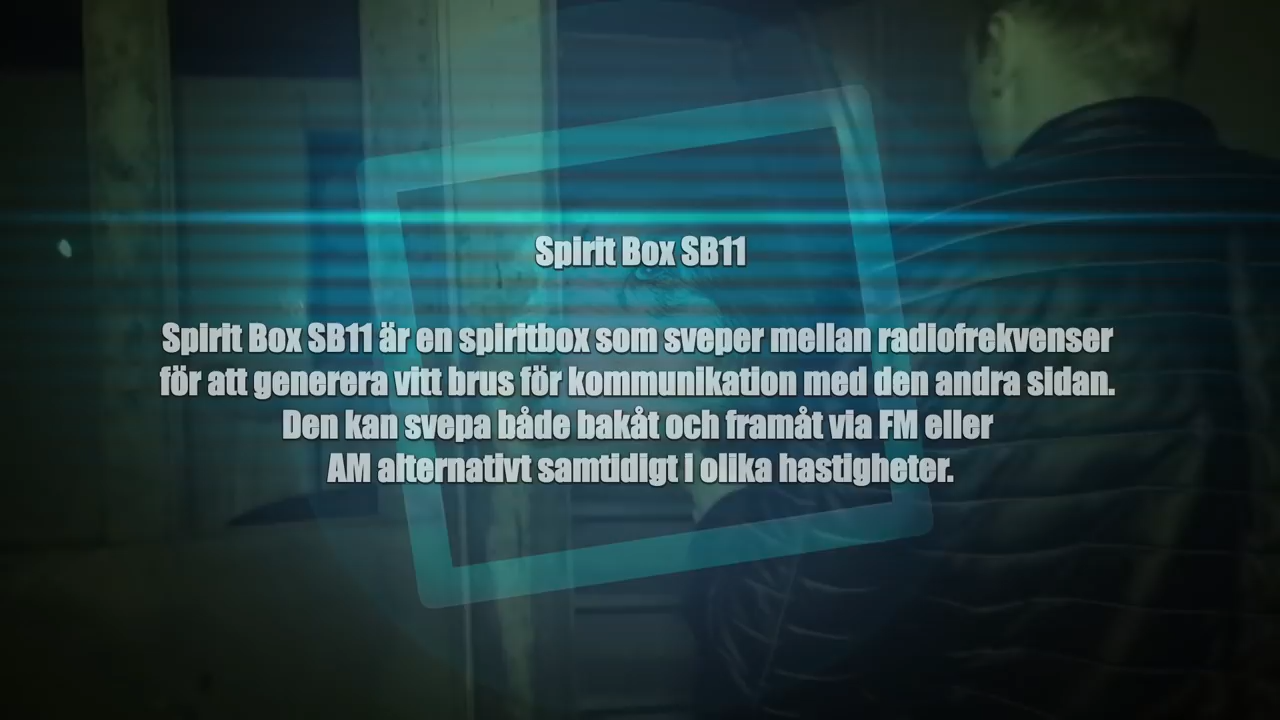 Spirit Box SB11
Spirit Box SB11 är en spiritbox som sveper mellan radiofrekvenser
för att generera vitt brus för kommunikation med den andra sidan.
Den kan svepa både bakåt och framåt via FM eller
AM alternativt samtidigt i olika hastigheter.